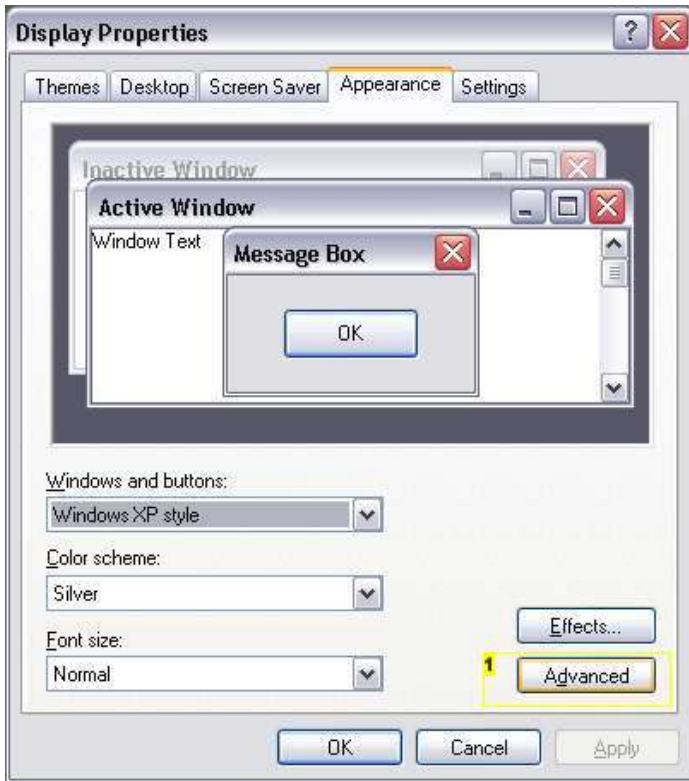 Display Properties
Themes Desktop Screen Saver Appearance Settings
Inactive Window
Active Window
Window Text
Message Box
OK
Windows and buttons:
Windows XP style
Color scheme:
Silver
Effects...
Font size:
Normal
1
Advanced
OK Cancel Apply